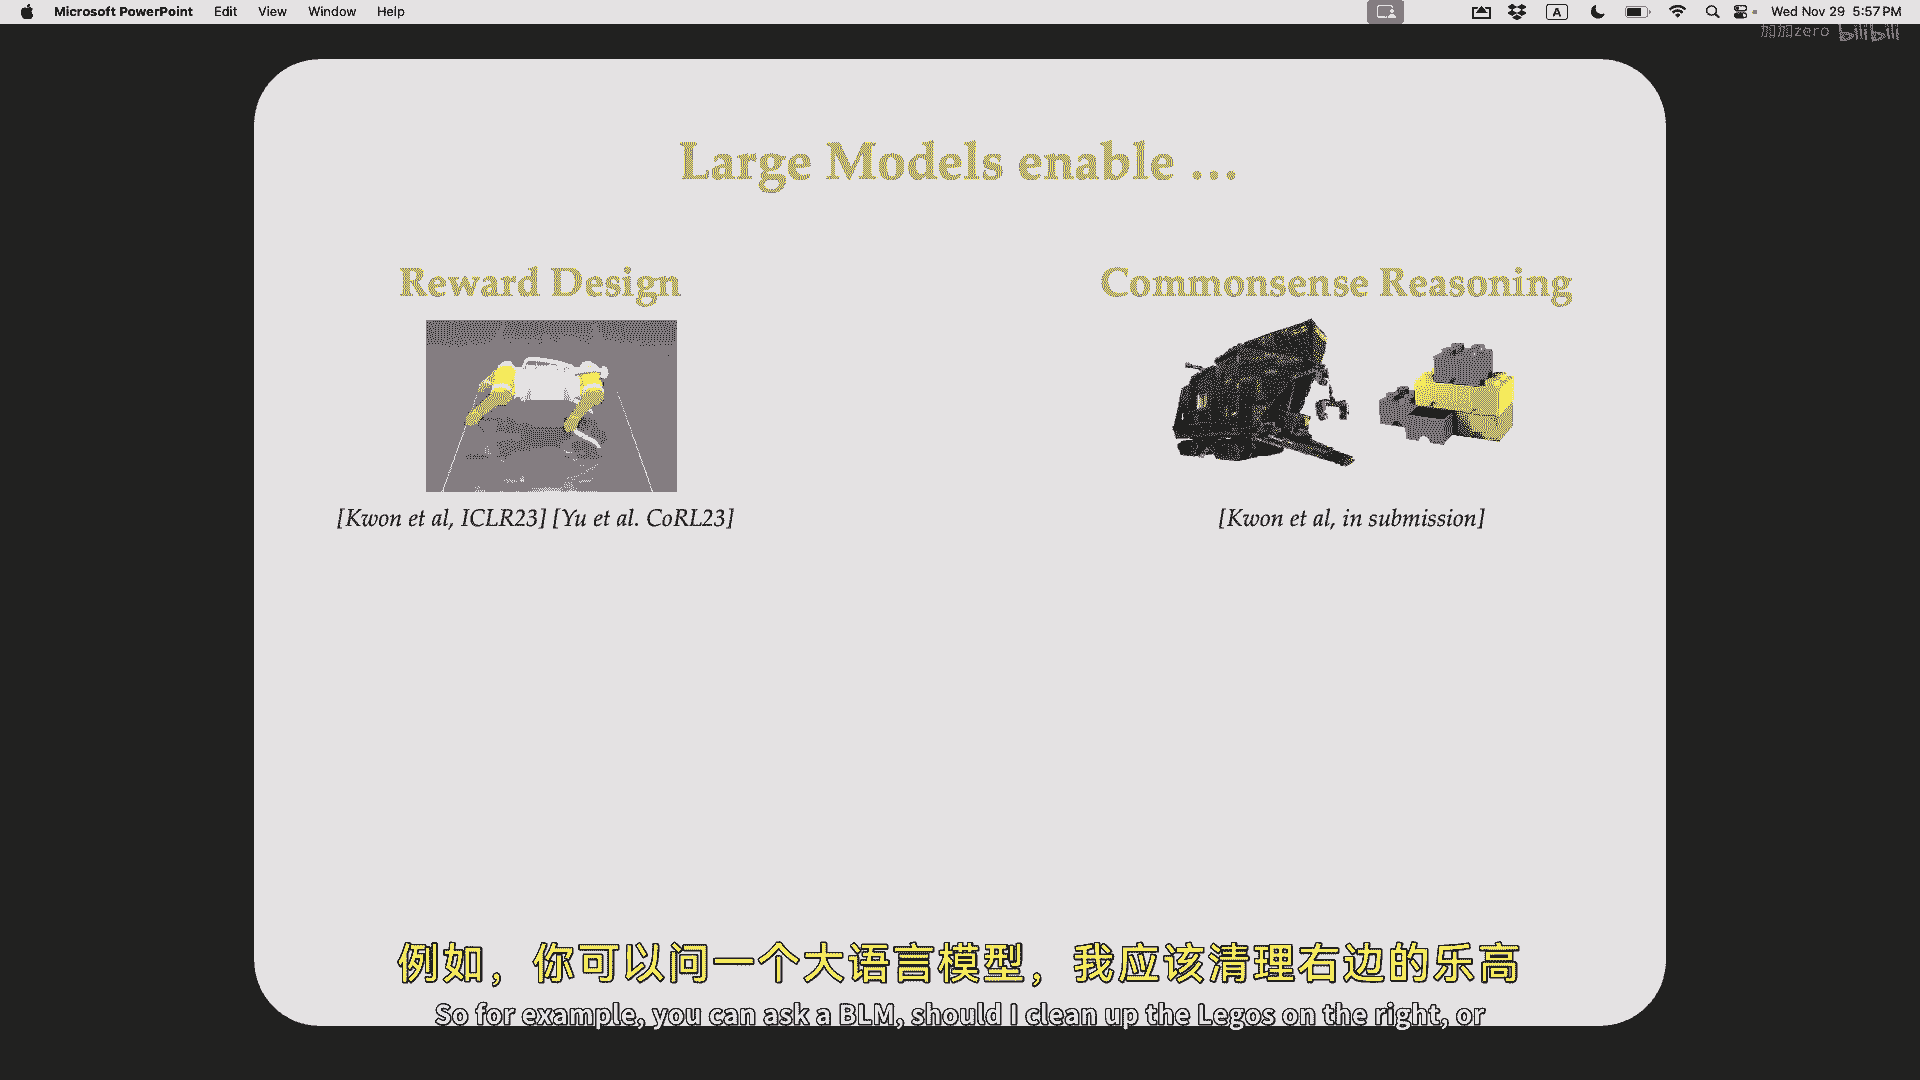 Microsoft PowerPoint Edit View Window Help A Wed Nov 29 5:57 PM
加加zero bilibili
Large Models enable ...
Reward Design
Commonsense Reasoning
[Kwon et al, ICLR23] [Yu et al. CoRL23]
[Kwon et al, in submission]
例如，你可以问一个大语言模型，我应该清理右边的乐高
So for example, you can ask a BLM, should I clean up the Legos on the right, or